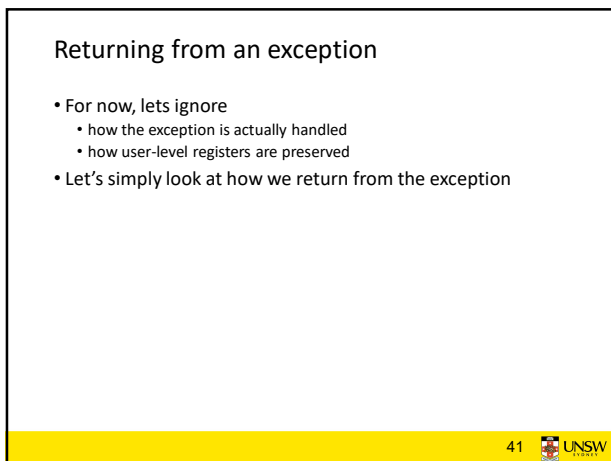 Returning from an exception
• For now, lets ignore
• how the exception is actually handled
• how user-level registers are preserved
• Let's simply look at how we return from the exception
41
UNSW
SYDNEY